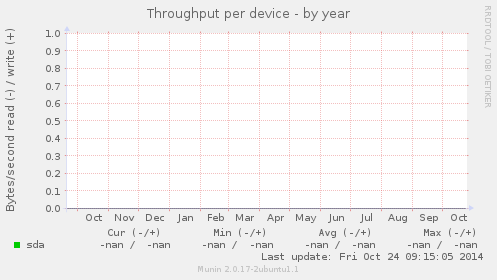 Throughput per device - by year
RRDTOOL / TOBI OETIKER
Bytes/second read (-) / write (+)
1.0
0.9
0.8
0.7
0.6
0.5
0.4
0.3
0.2
0.1
0.0
Oct Nov Dec Jan Feb Mar Apr May Jun Jul Aug Sep Oct
Cur (-/+) Min (-/+) Avg (-/+) Max (-/+)
sda -nan / -nan -nan / -nan -nan / -nan -nan / -nan
Last update: Fri Oct 24 09:15:05 2014
Munin 2.0.17-2ubuntu1.1